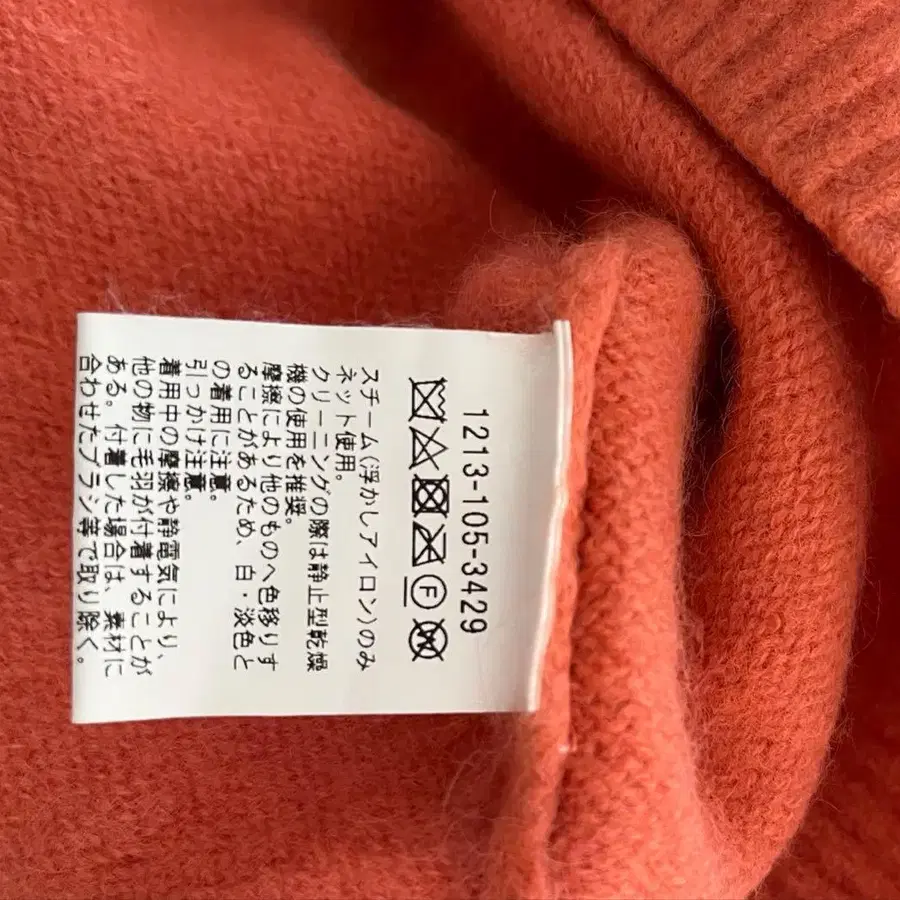 1213-105-3429
F
スチーム(浮かしアイロン)のみ
ネット使用。
クリーニングの際は静止型乾燥
機の使用を推奨。
摩擦により他のものへ色移りす
ることがあるため、白・淡色と
の着用に注意。
引っかけ注意。
着用中の摩擦や静電気により、
他の物に毛羽が付着することが
ある。付着した場合は、素材に
合わせたブラシ等で取り除く。